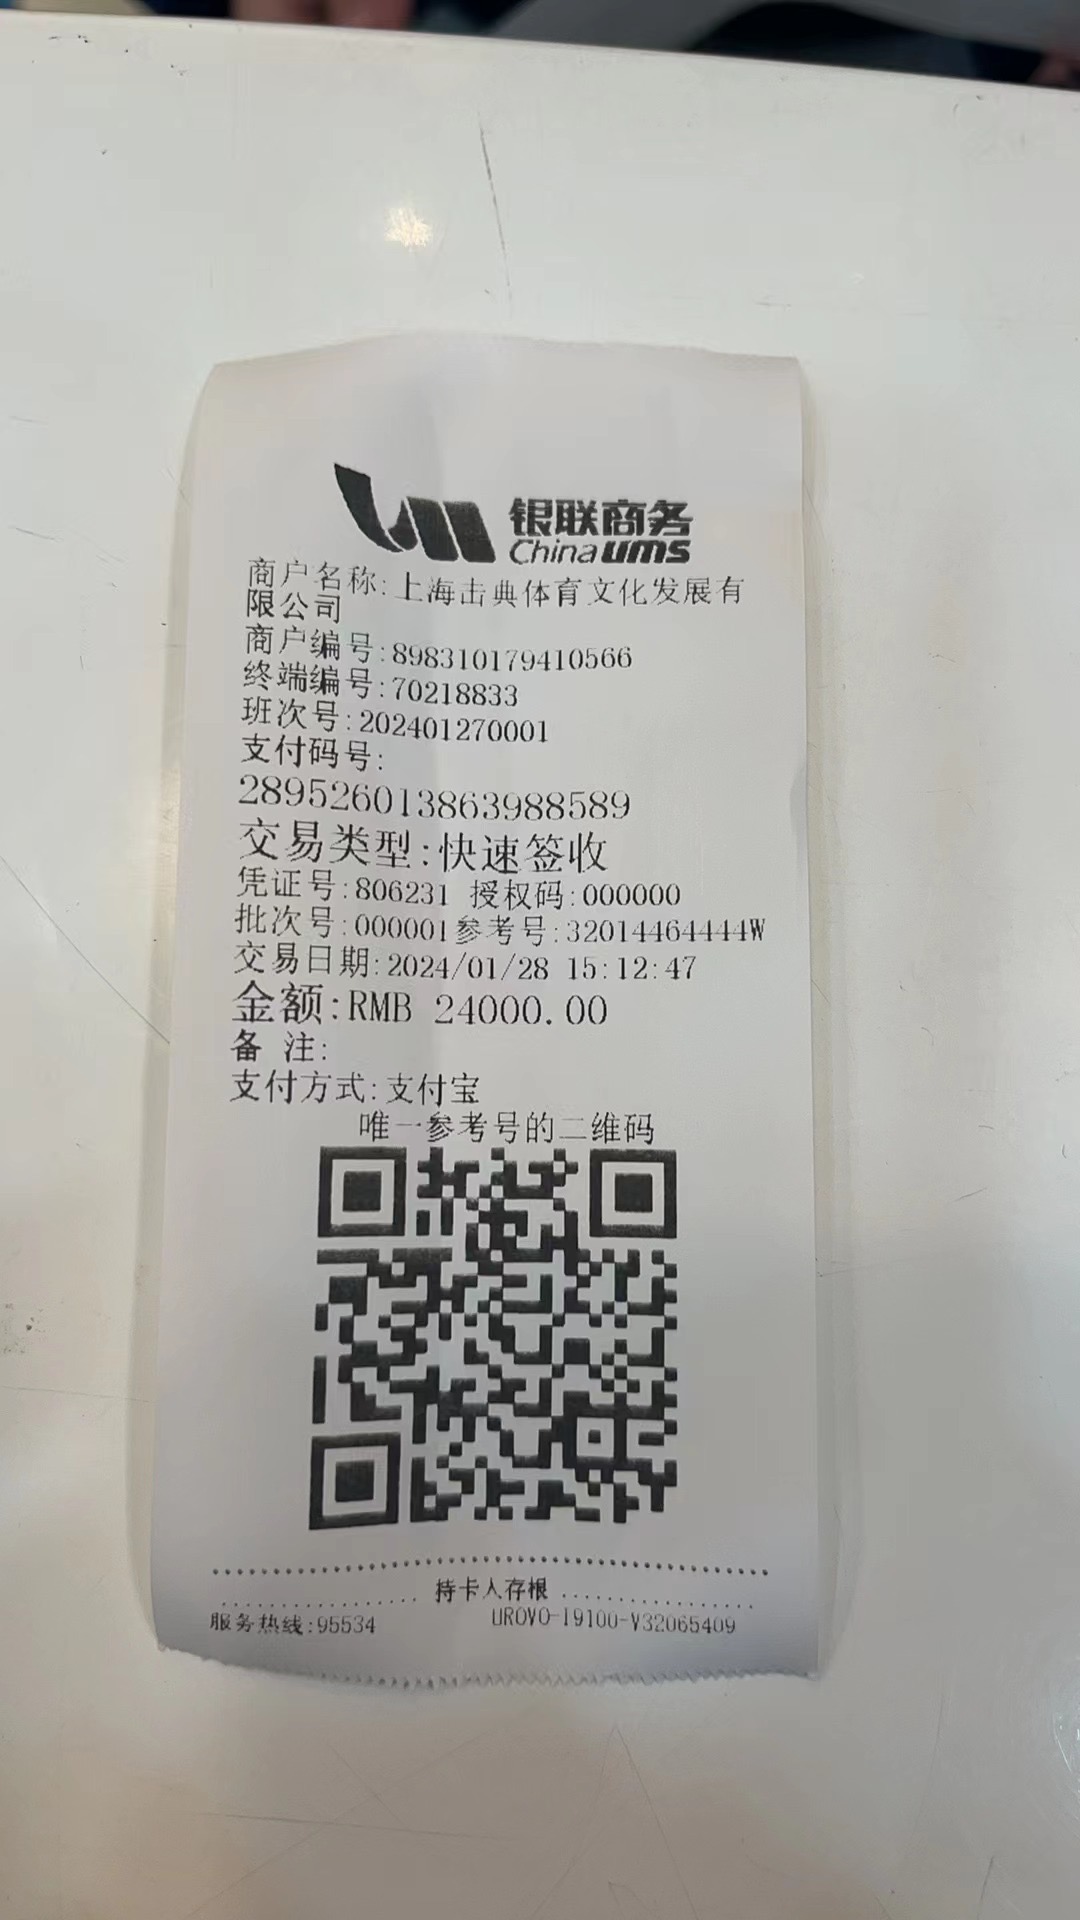 银联商务
China ums
商户名称:上海击典体育文化发展有
限公司
商户编号:898310179410566
终端编号:70218833
班次号:202401270001
支付码号:
289526013863988589
交易类型:快速签收
凭证号:806231 授权码:000000
批次号:000001参考号:32014464444W
交易日期:2024/01/28 15:12:47
金额:RMB 24000.00
备 注:
支付方式:支付宝
唯一参考号的二维码
持卡人存根
服务热线:95534 UROVO-I9100-V32065409